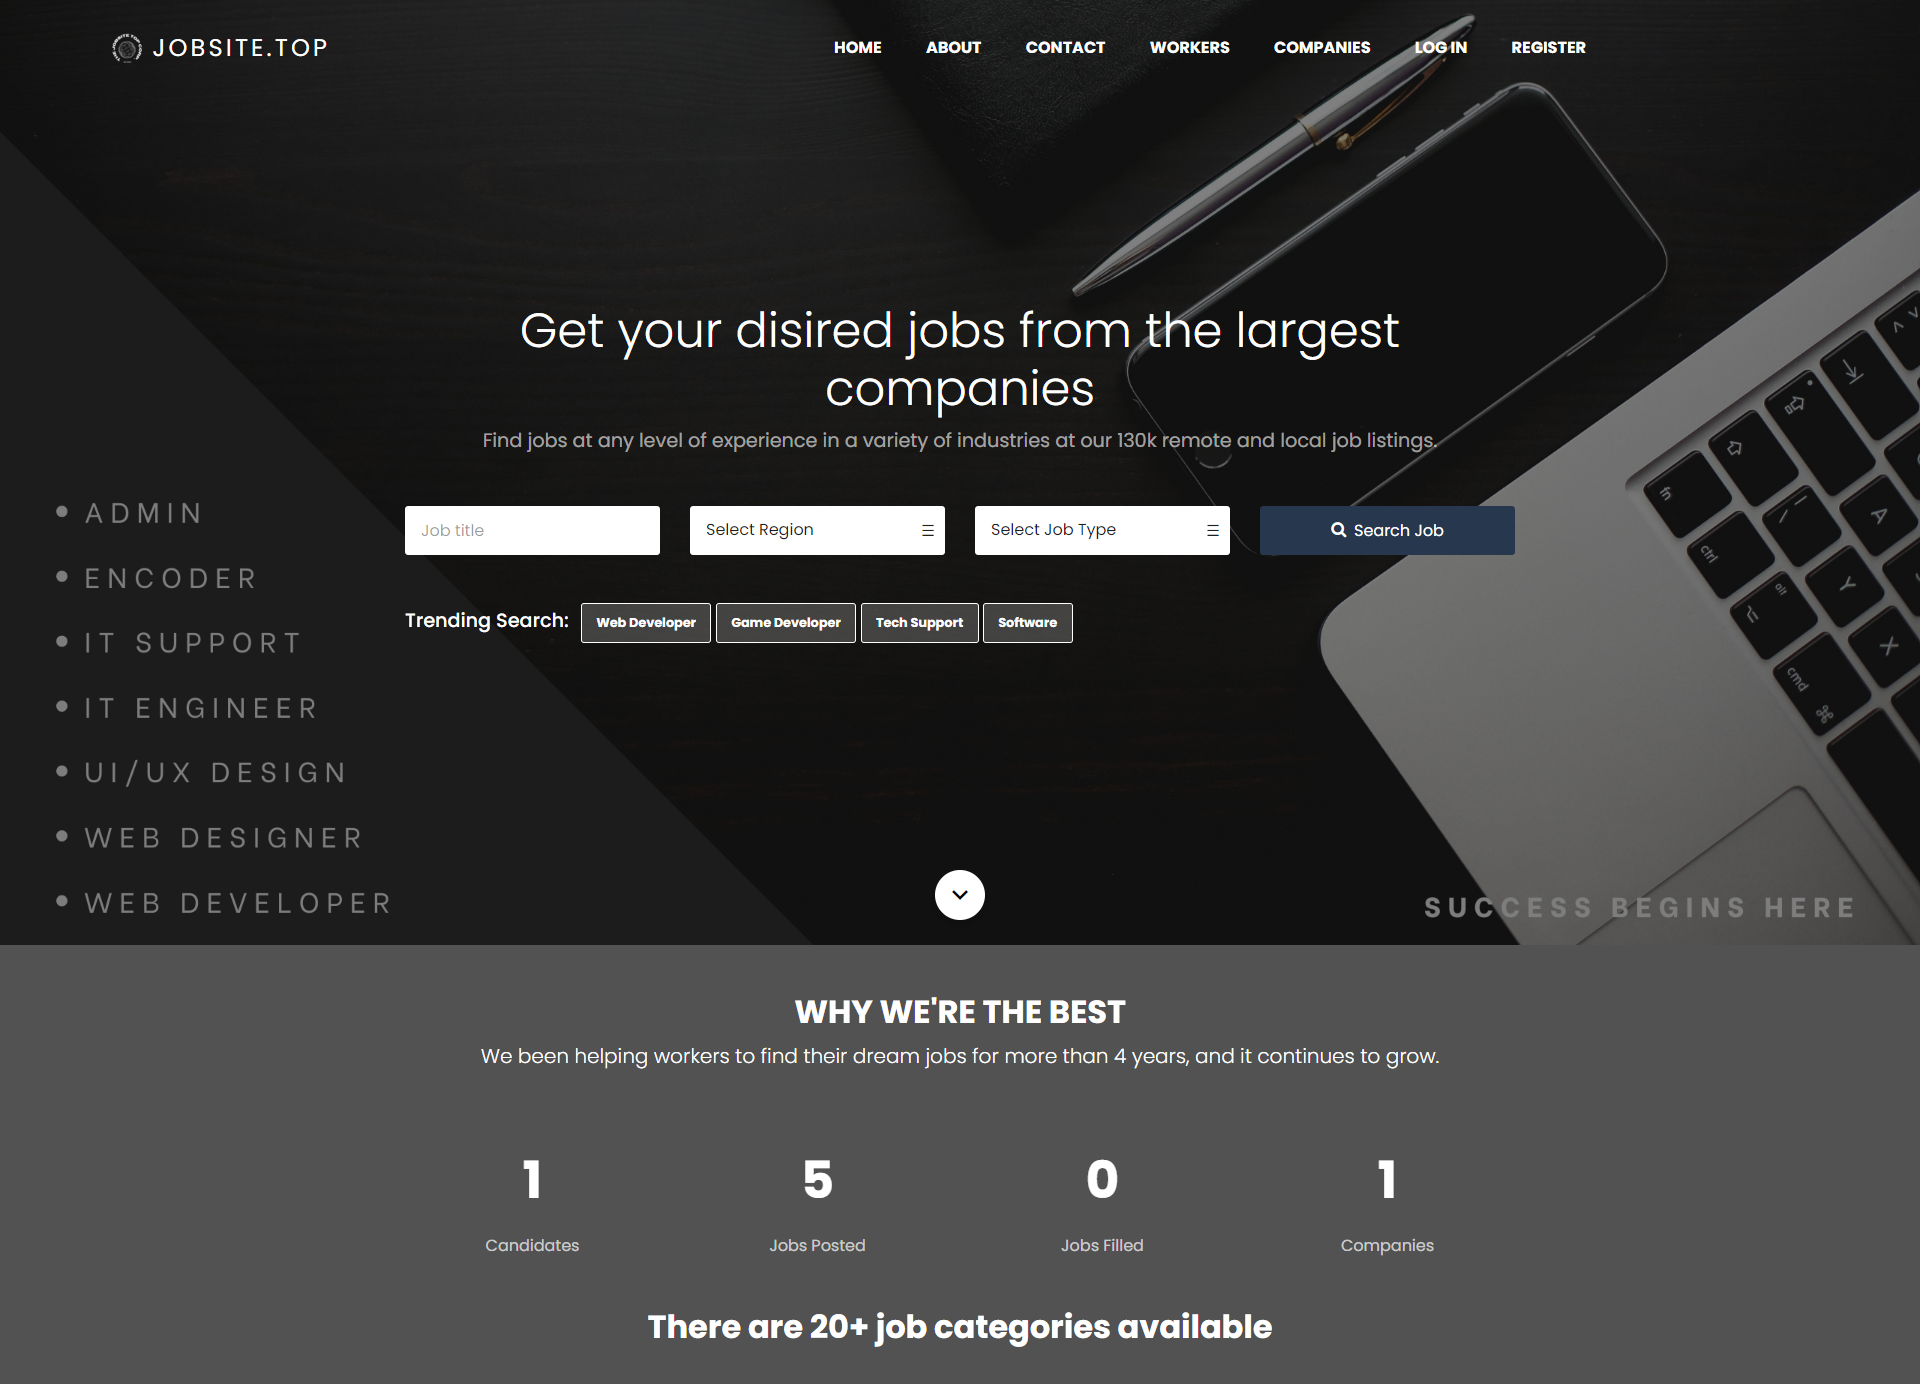 JOBSITE.TOP
HOME ABOUT CONTACT WORKERS COMPANIES LOG IN REGISTER
Get your disired jobs from the largest
companies
Find jobs at any level of experience in a variety of industries at our 130k remote and local job listings.
Job title
Select Region
Select Job Type
Search Job
Trending Search: Web Developer Game Developer Tech Support Software
• ADMIN
• ENCODER
• IT SUPPORT
• IT ENGINEER
• UI/UX DESIGN
• WEB DESIGNER
• WEB DEVELOPER
fn
ctrl
alt
cmd
⌘
A
Y
X
SUCCESS BEGINS HERE
WHY WE'RE THE BEST
We been helping workers to find their dream jobs for more than 4 years, and it continues to grow.
1 5 0 1
Candidates Jobs Posted Jobs Filled Companies
There are 20+ job categories available